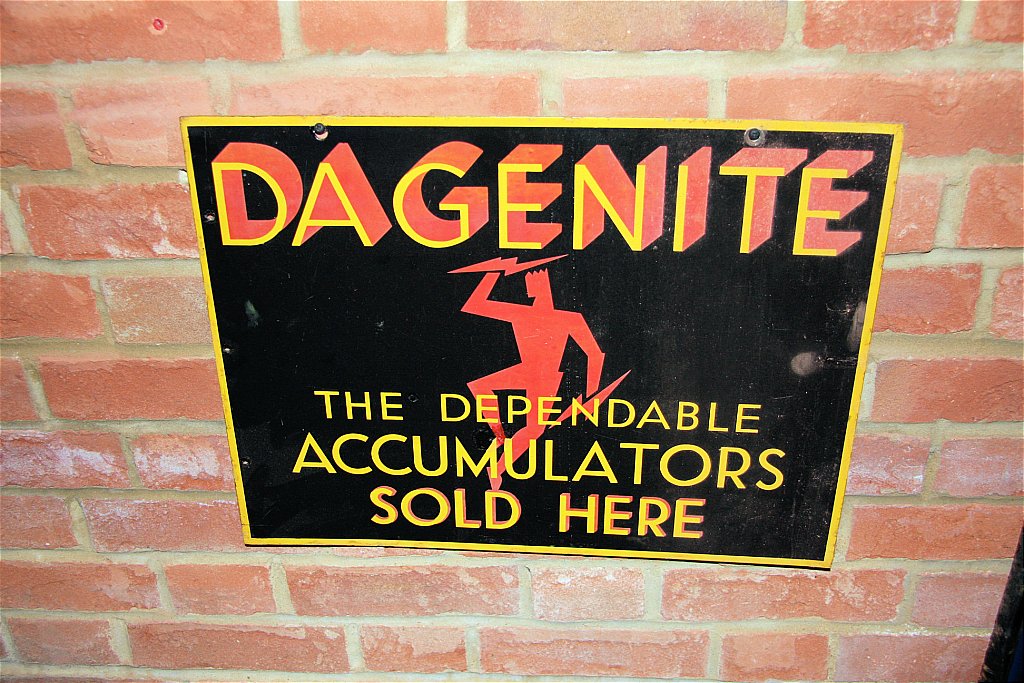 DAGENITE
THE DEPENDABLE
ACCUMULATORS
SOLD HERE